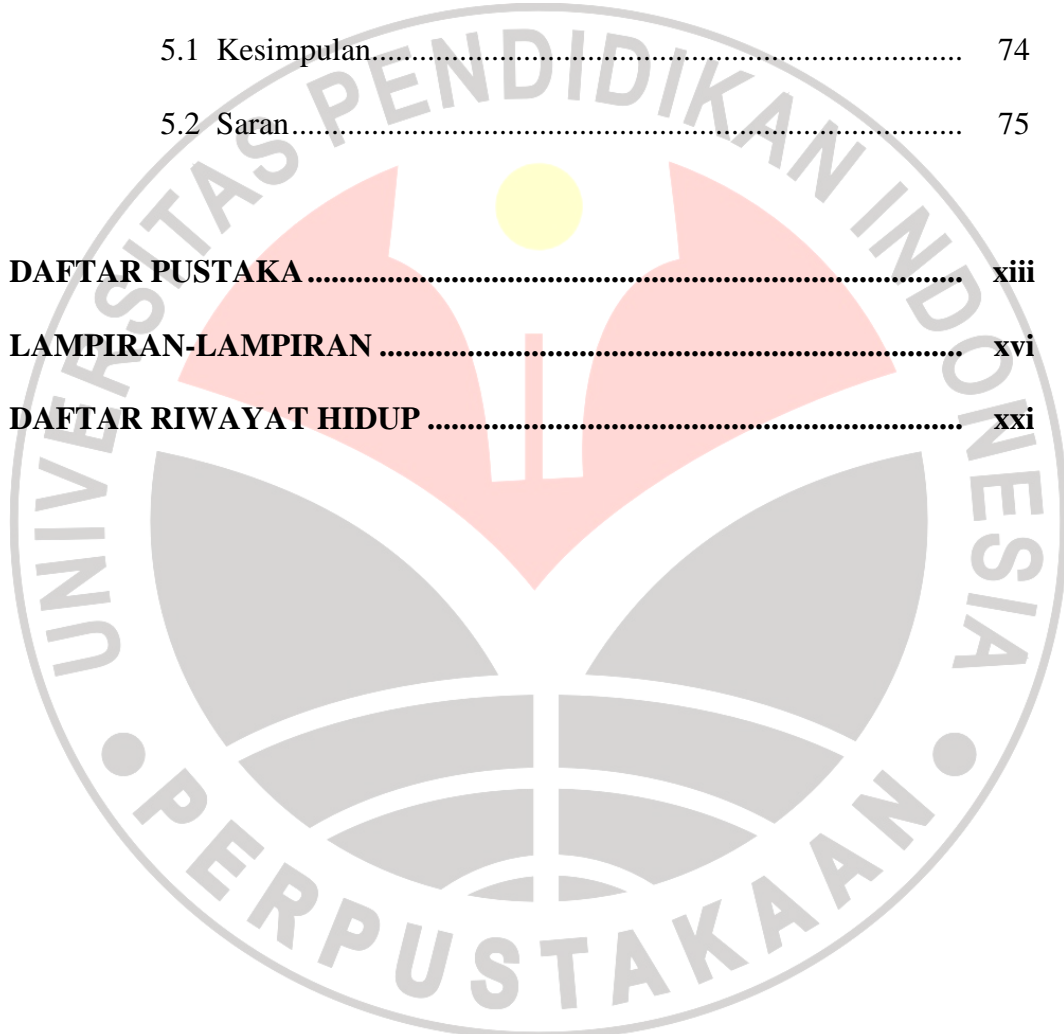 5.1 Kesimpulan........................................................................... 74
5.2 Saran..................................................................................... 75
DAFTAR PUSTAKA ................................................................................... xiii
LAMPIRAN-LAMPIRAN .......................................................................... xvi
DAFTAR RIWAYAT HIDUP .................................................................... xxi
UNIVERSITAS PENDIDIKAN INDONESIA
PERPUSTAKAAN